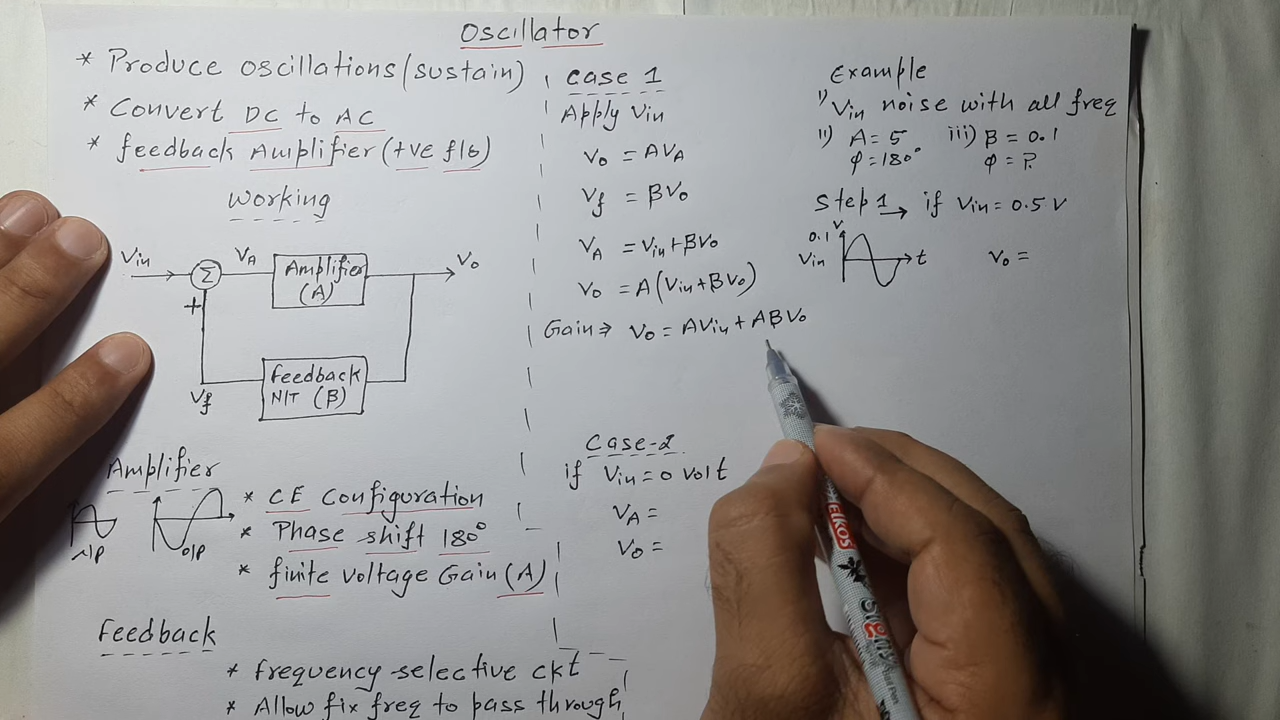 Oscillator
* Produce oscillations (sustain)
* Convert DC to AC
* feedback Amplifier (+ve f/b)
Working
Vin
VA
Σ
+
Amplifier
(A)
Vo
feedback
N/T (β)
Vf
Amplifier
i/p
o/p
* CE Configuration
* Phase shift 180°
* finite voltage Gain (A)
Feedback
* frequency selective ckt
* Allow fix freq to pass through
Case 1
Apply Vin
Vo = AVA
Vf = βVo
VA = Vin+βVo
Vo = A(Vin+βVo)
Gain ⇒ Vo = AVin + AβVo
Case-2
if Vin = 0 volt
VA =
Vo =
Example
i) Vin noise with all freq
ii) A = 5 iii) β = 0.1
φ = 180° φ = ?
Step 1 → if Vin = 0.5 V
V
0.1
Vin
t
Vo =
ELKOS